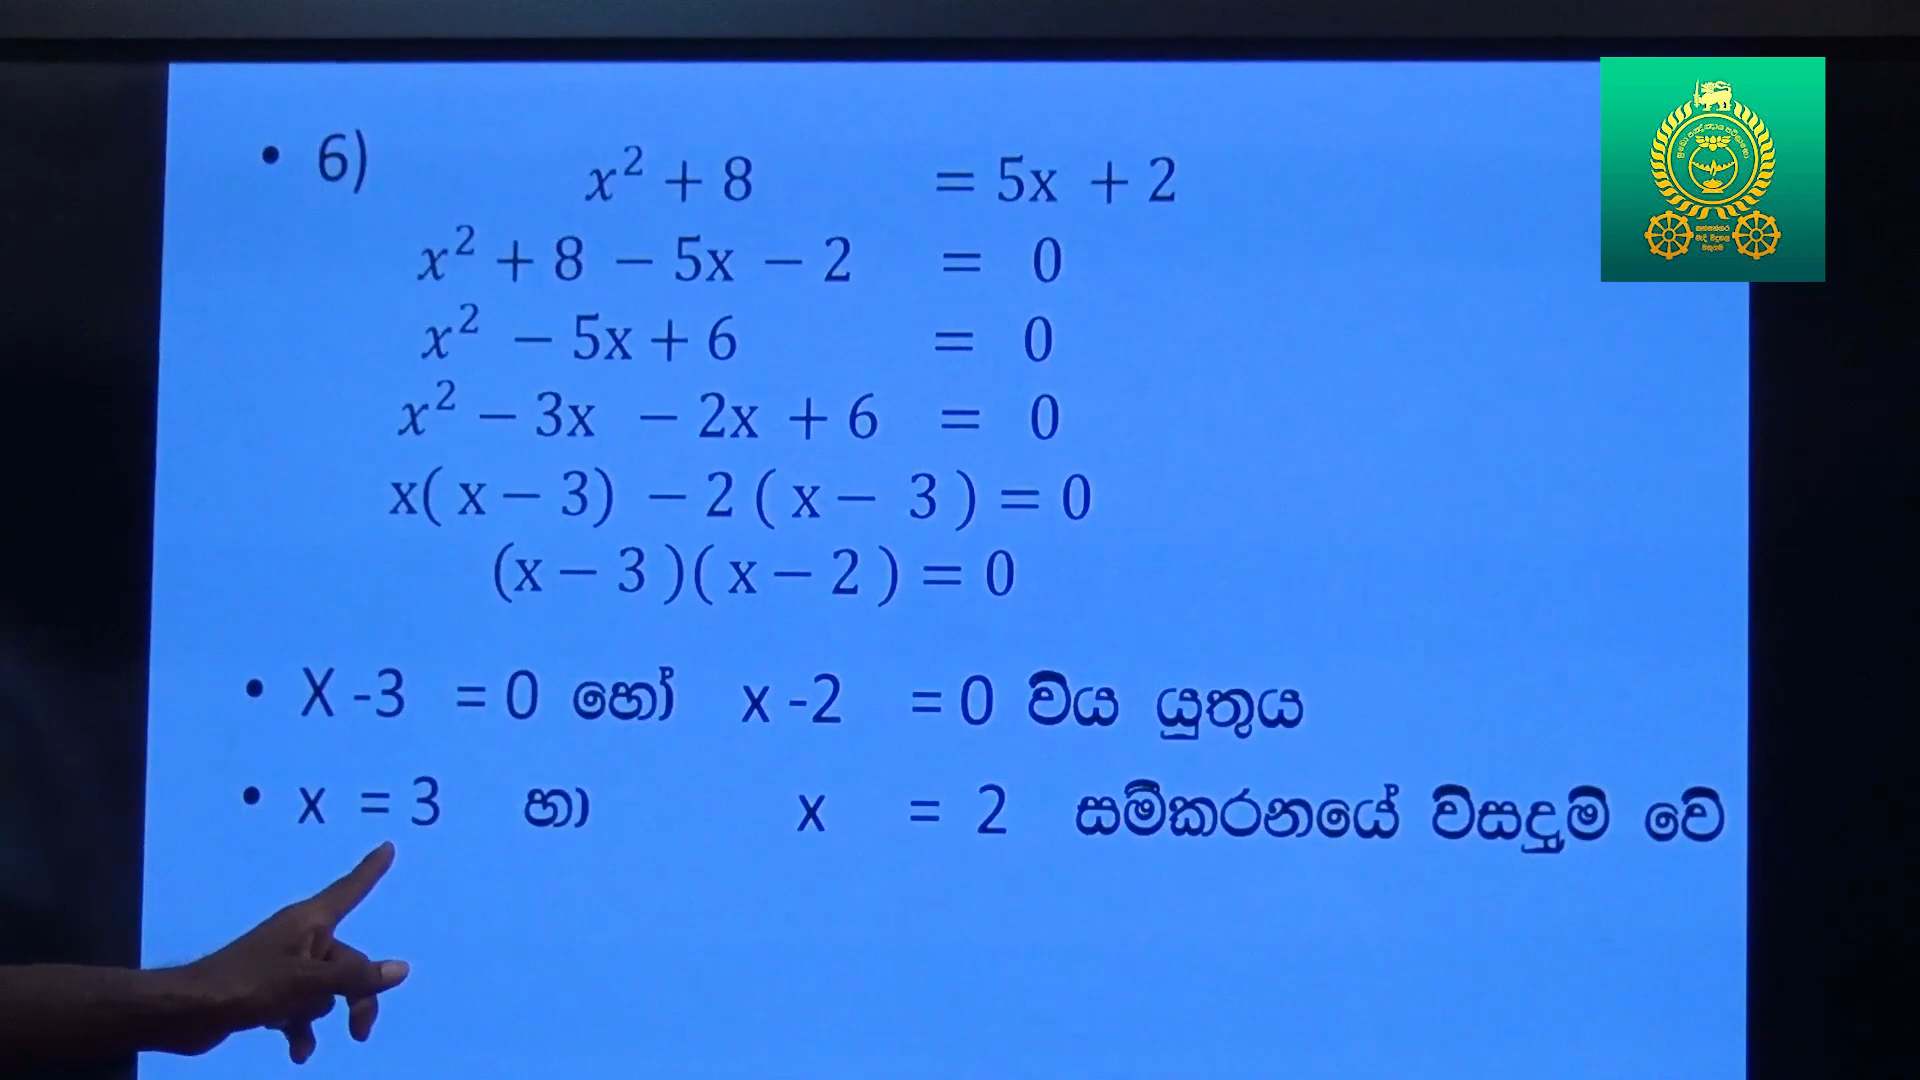 • 6) x² + 8 = 5x + 2
x² + 8 − 5x − 2 = 0
x² − 5x + 6 = 0
x² − 3x − 2x + 6 = 0
x( x − 3) − 2 ( x − 3 ) = 0
(x − 3 )( x − 2 ) = 0
• X -3 = 0 හෝ x -2 = 0 විය යුතුය
• x = 3 හා x = 2 සමීකරනයේ විසඳුම් වේ